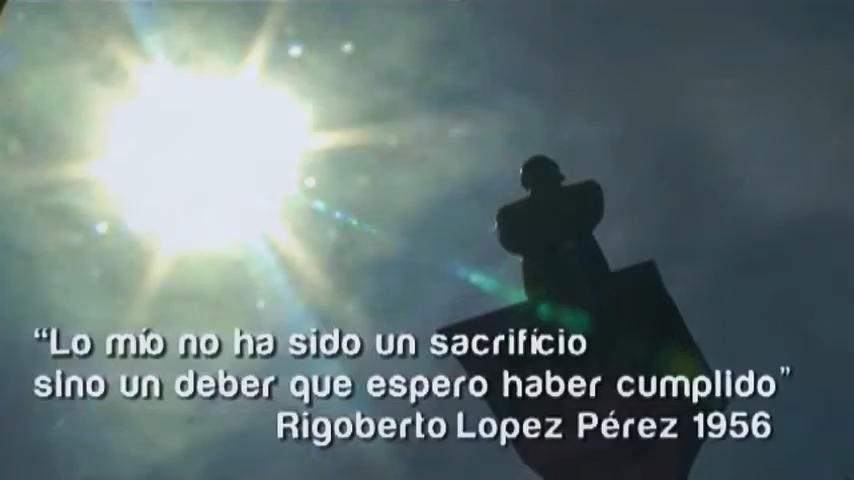 “Lo mío no ha sido un sacrificio
sino un deber que espero haber cumplido”
Rigoberto Lopez Pérez 1956